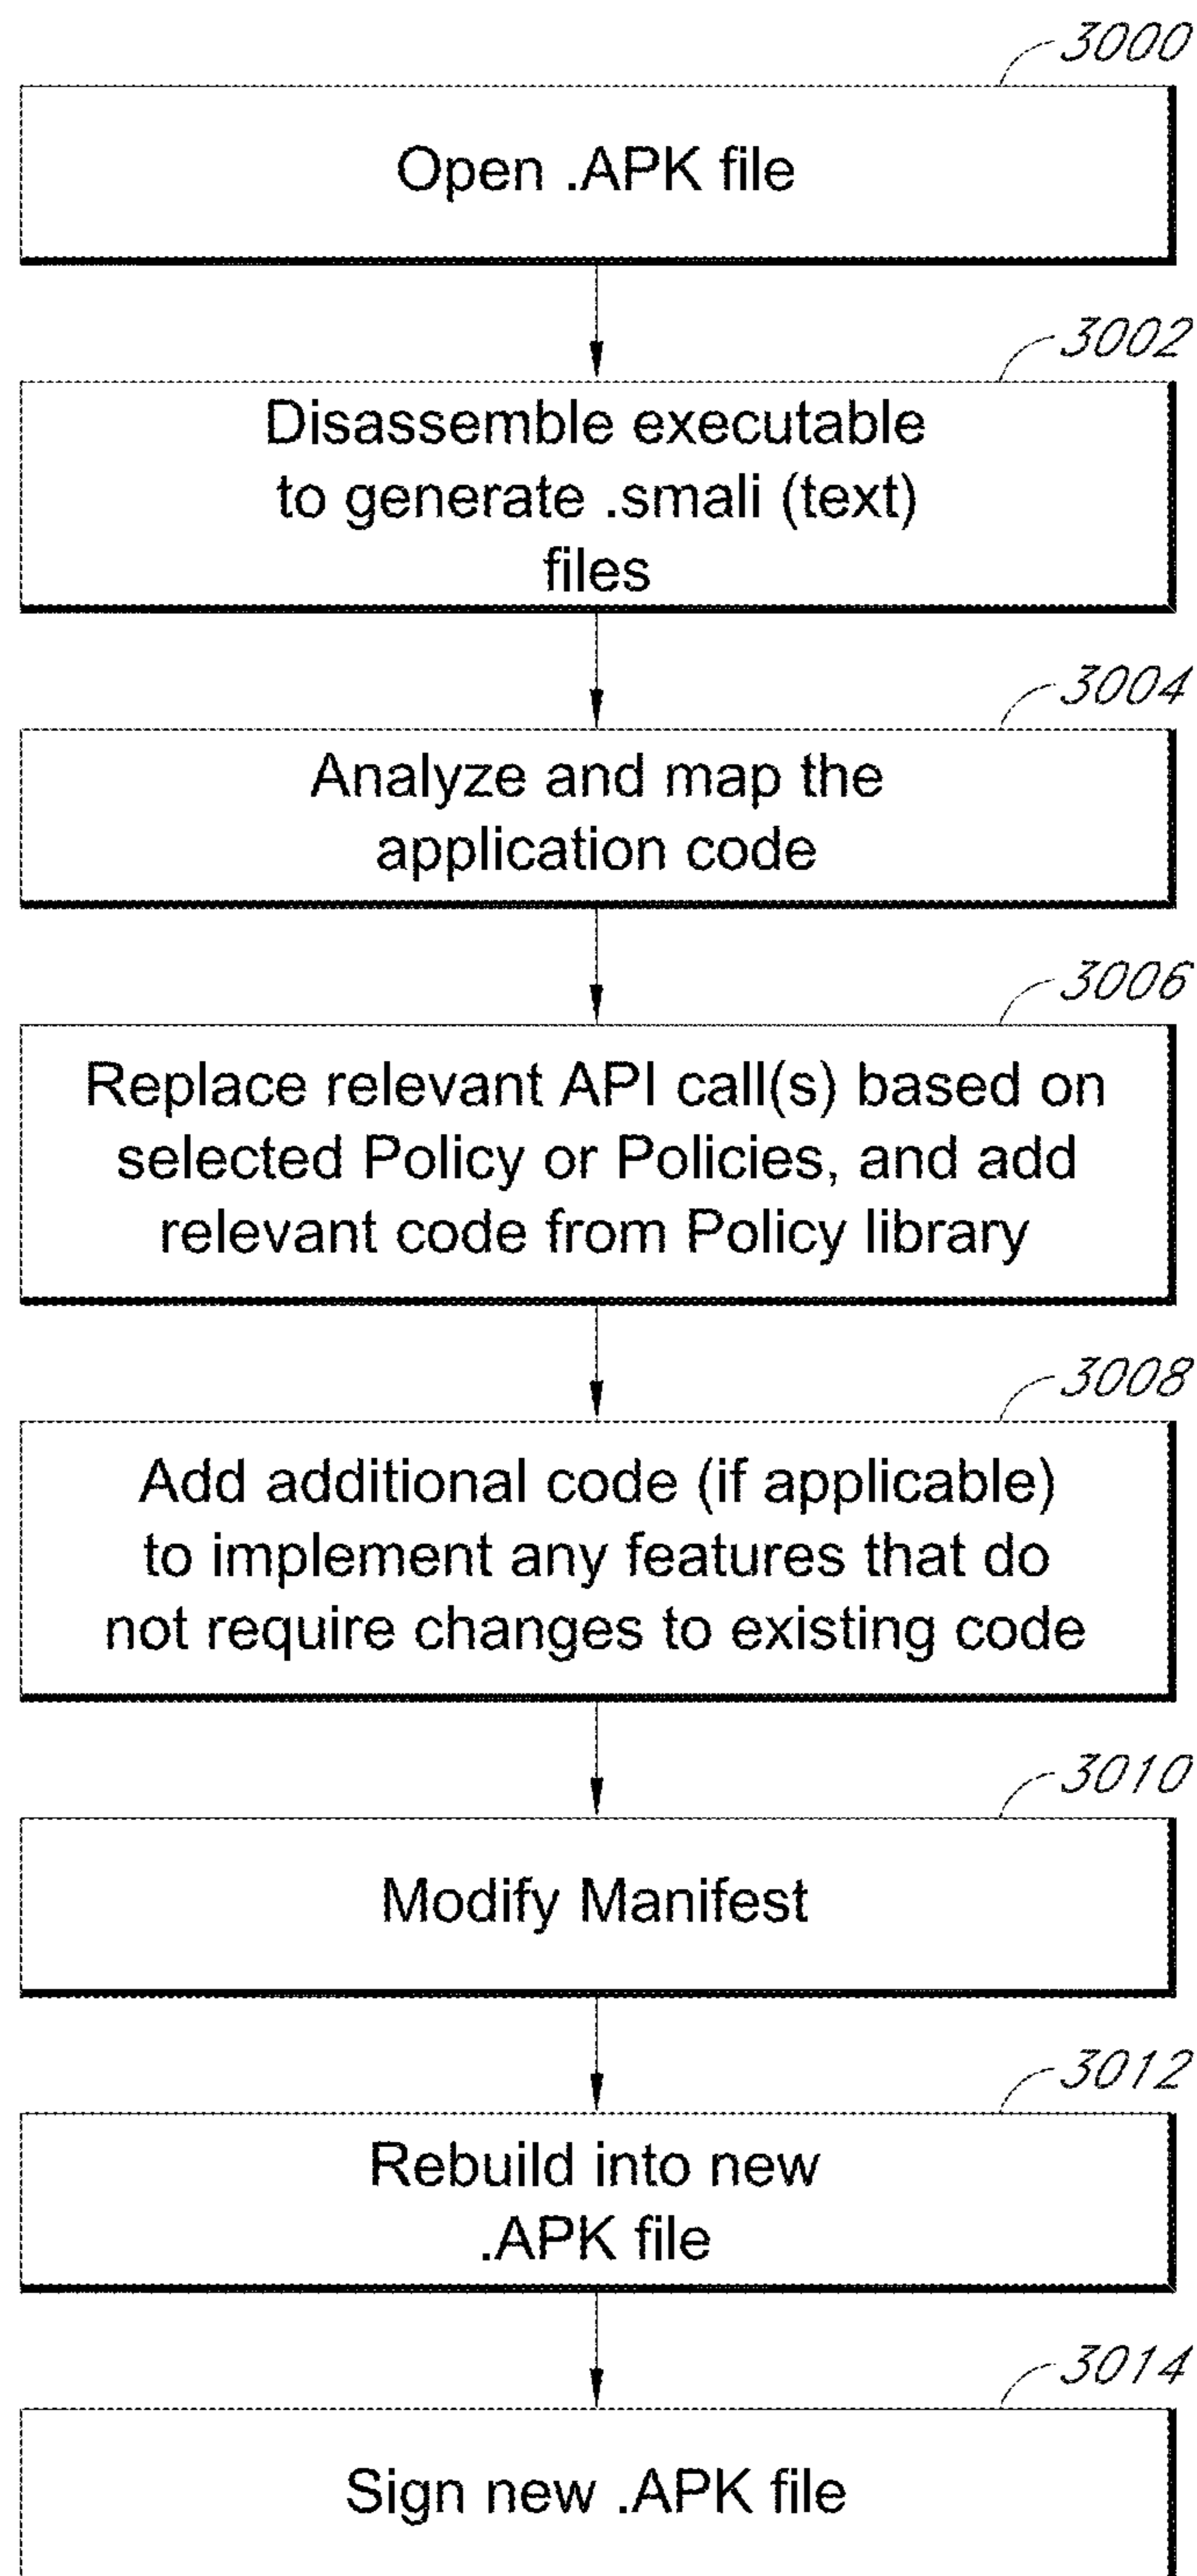 3000
Open .APK file
3002
Disassemble executable
to generate .smali (text)
files
3004
Analyze and map the
application code
3006
Replace relevant API call(s) based on
selected Policy or Policies, and add
relevant code from Policy library
3008
Add additional code (if applicable)
to implement any features that do
not require changes to existing code
3010
Modify Manifest
3012
Rebuild into new
.APK file
3014
Sign new .APK file